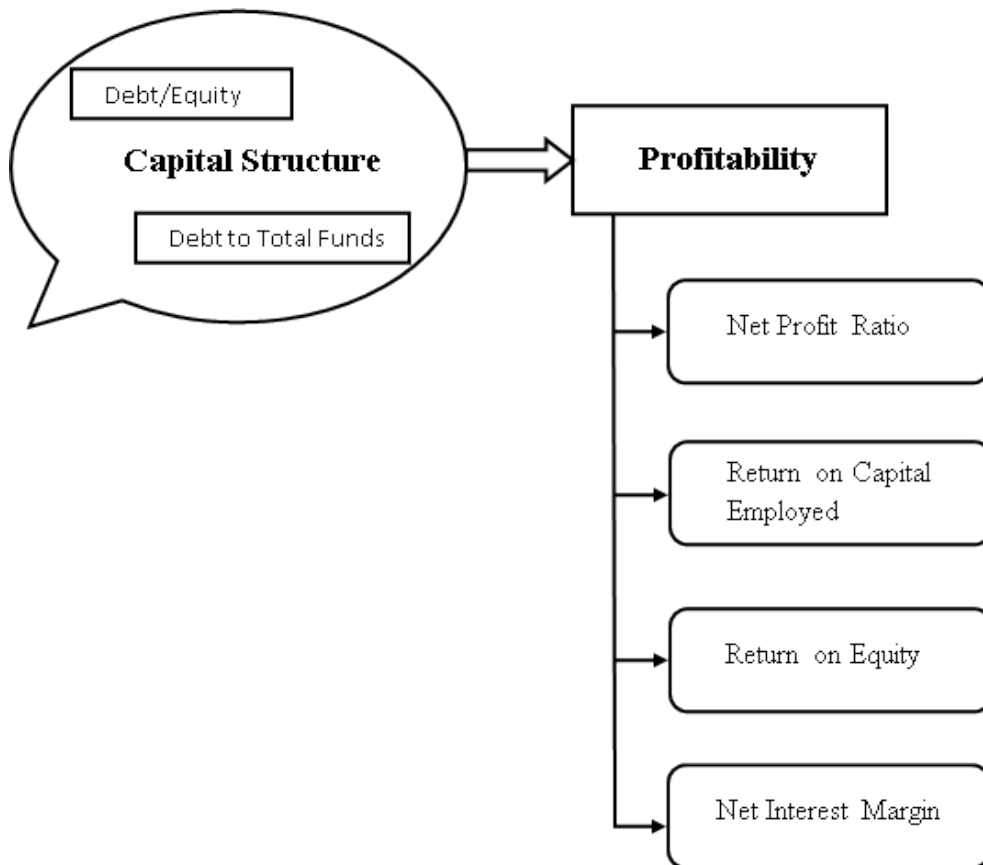 Debt/Equity
Capital Structure
Debt to Total Funds
Profitability
Net Profit Ratio
Return on Capital
Employed
Return on Equity
Net Interest Margin